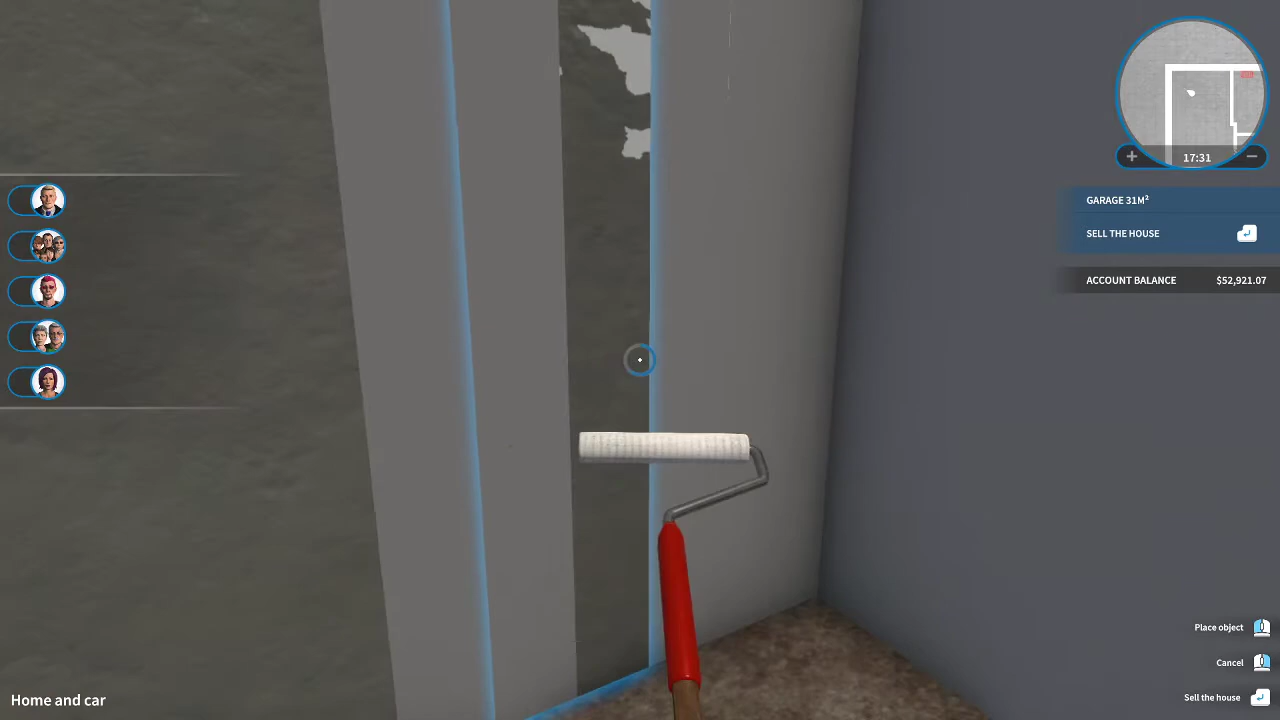 17:31
GARAGE 31M²
SELL THE HOUSE
ACCOUNT BALANCE $52,921.07
Place object
Cancel
Sell the house
Home and car